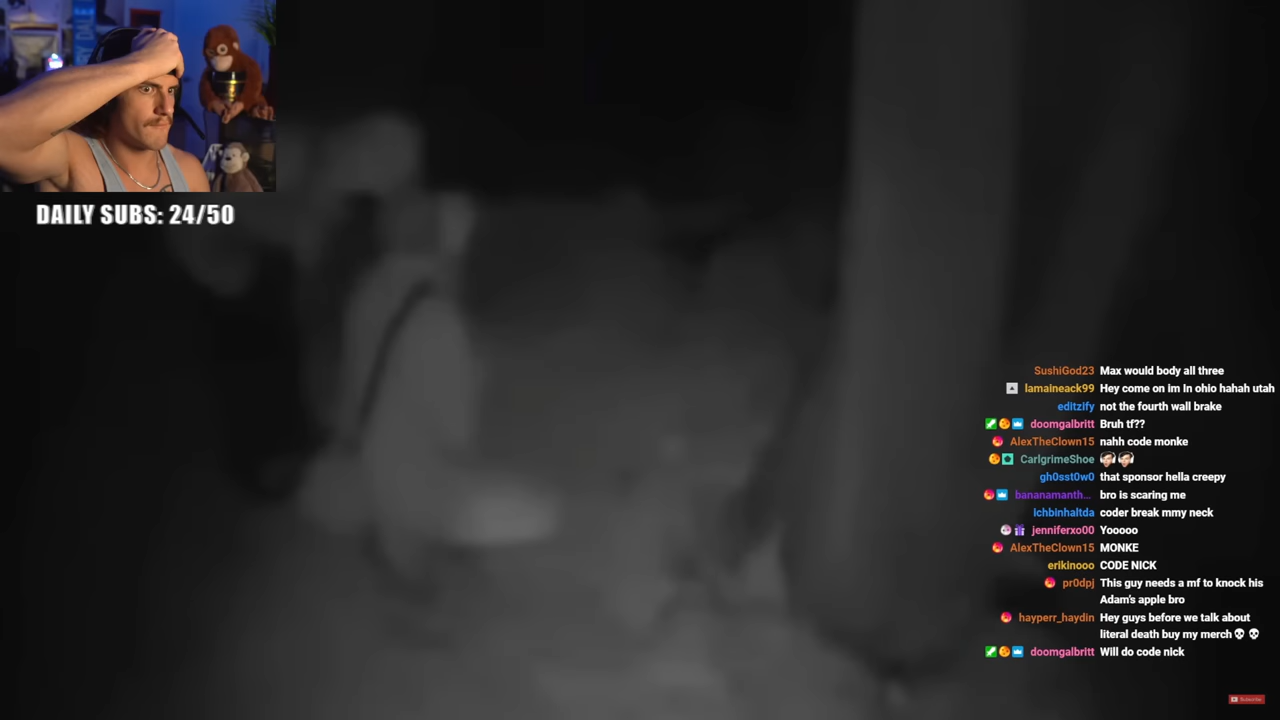 DAILY SUBS: 24/50
SushiGod23 Max would body all three
lamaineack99 Hey come on im In ohio hahah utah
editzify not the fourth wall brake
doomgalbritt Bruh tf??
AlexTheClown15 nahh code monke
CarlgrimeShoe
gh0sst0w0 that sponsor hella creepy
bananamanth... bro is scaring me
ichbinhaltda coder break mmy neck
jenniferxo00 Yooooo
AlexTheClown15 MONKE
erikinooo CODE NICK
pr0dpj This guy needs a mf to knock his
Adam's apple bro
hayperr_haydin Hey guys before we talk about
literal death buy my merch💀 💀
doomgalbritt Will do code nick
Subscribe